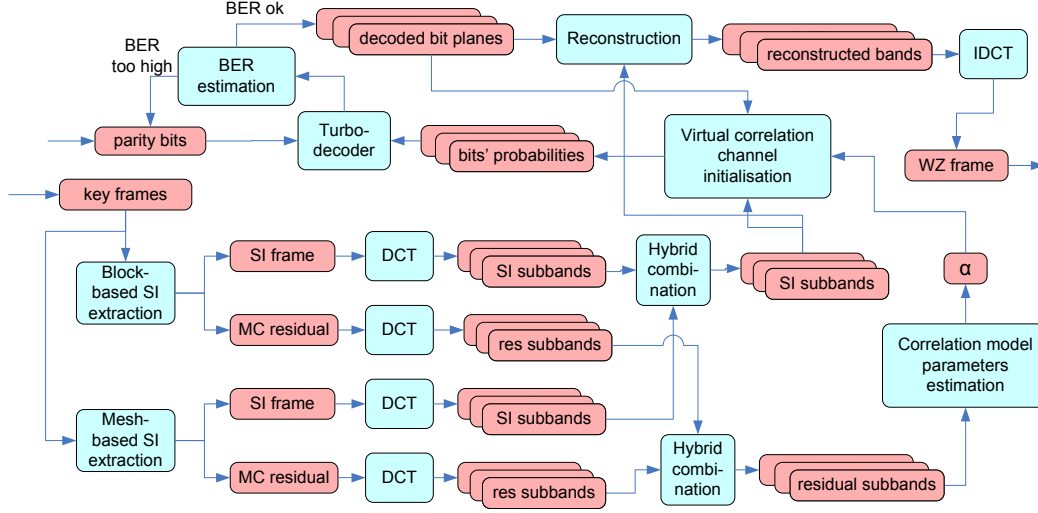 BER ok
decoded bit planes
Reconstruction
reconstructed bands
IDCT
BER
too high
BER
estimation
parity bits
Turbo-
decoder
bits' probabilities
Virtual correlation
channel
initialisation
WZ frame
key frames
Block-
based SI
extraction
SI frame
DCT
SI subbands
Hybrid
combi-
nation
SI subbands
α
MC residual
DCT
res subbands
Correlation model
parameters
estimation
Mesh-
based SI
extraction
SI frame
DCT
SI subbands
MC residual
DCT
res subbands
Hybrid
combi-
nation
residual subbands